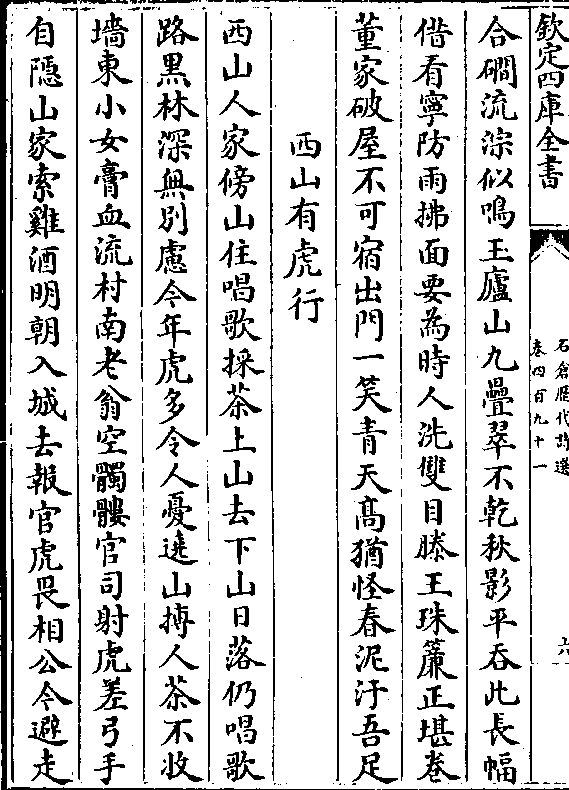 欽定四庫全書
石倉歷代詩選
卷四百九十一
六
合磵流淙似鳴玉廬山九疊翠不乾秋影平吞此長幅
借看寧防雨拂面要為時人洗雙目滕王珠簾正堪卷
董家破屋不可宿出門一笑青天髙猶怪春泥汙吾足
西山有虎行
西山人家傍山住唱歌採茶上山去下山日落仍唱歌
路黒林深無別慮今年虎多令人憂遶山搏人茶不收
墻東小女膏血流村南老翁空髑髏官司射虎差弓手
自隱山家索雞酒明朝入城去報官虎畏相公今避走